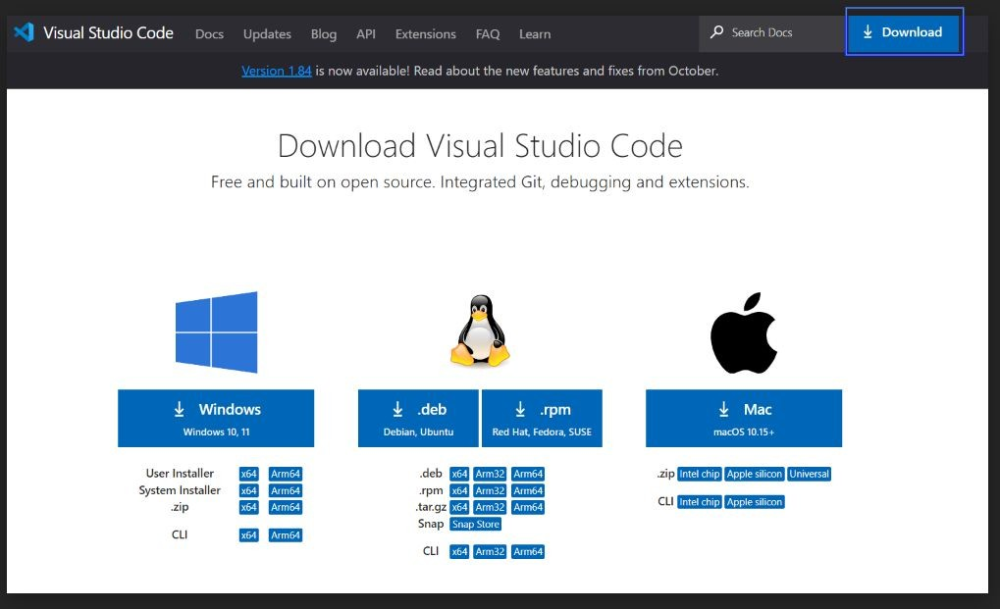 Visual Studio Code Docs Updates Blog API Extensions FAQ Learn Search Docs Download
Version 1.84 is now available! Read about the new features and fixes from October.
Download Visual Studio Code
Free and built on open source. Integrated Git, debugging and extensions.
Windows
Windows 10, 11
User Installer x64 Arm64
System Installer x64 Arm64
.zip x64 Arm64
CLI x64 Arm64
.deb
Debian, Ubuntu
.rpm
Red Hat, Fedora, SUSE
.deb x64 Arm32 Arm64
.rpm x64 Arm32 Arm64
.tar.gz x64 Arm32 Arm64
Snap Snap Store
CLI x64 Arm32 Arm64
Mac
macOS 10.15+
.zip Intel chip Apple silicon Universal
CLI Intel chip Apple silicon